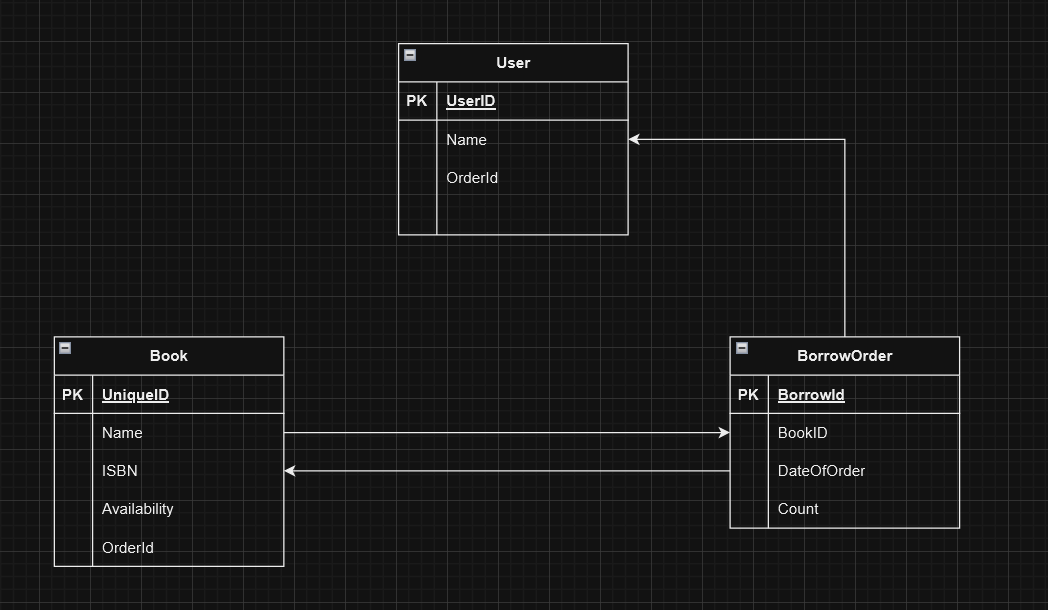 User
PK UserID
Name
OrderId
Book
PK UniqueID
Name
ISBN
Availability
OrderId
BorrowOrder
PK BorrowId
BookID
DateOfOrder
Count